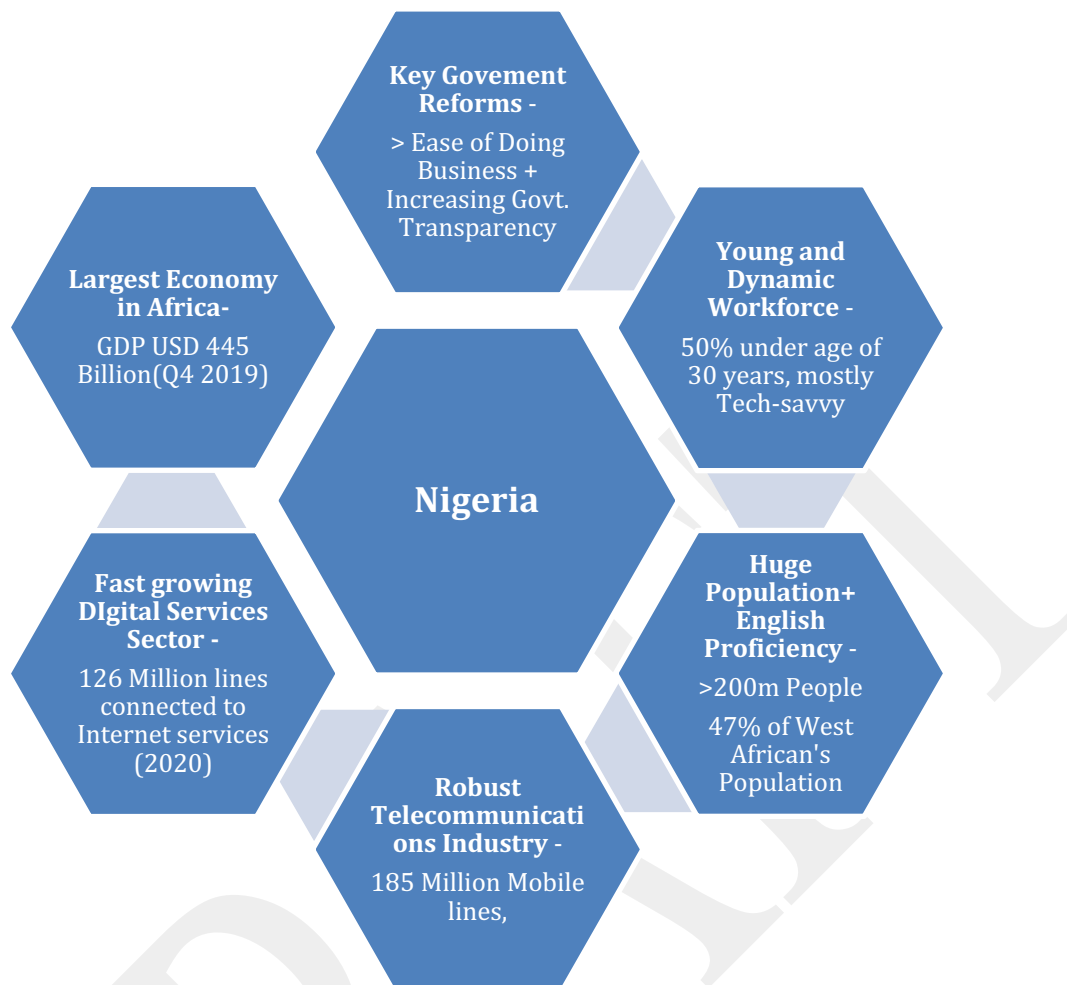 Key Govement
Reforms -
> Ease of Doing
Business +
Increasing Govt.
Transparency
Young and
Dynamic
Workforce -
50% under age of
30 years, mostly
Tech-savvy
Huge
Population+
English
Proficiency -
>200m People
47% of West
African's
Population
Robust
Telecommunicati
ons Industry -
185 Million Mobile
lines,
Fast growing
DIgital Services
Sector -
126 Million lines
connected to
Internet services
(2020)
Largest Economy
in Africa-
GDP USD 445
Billion(Q4 2019)
Nigeria